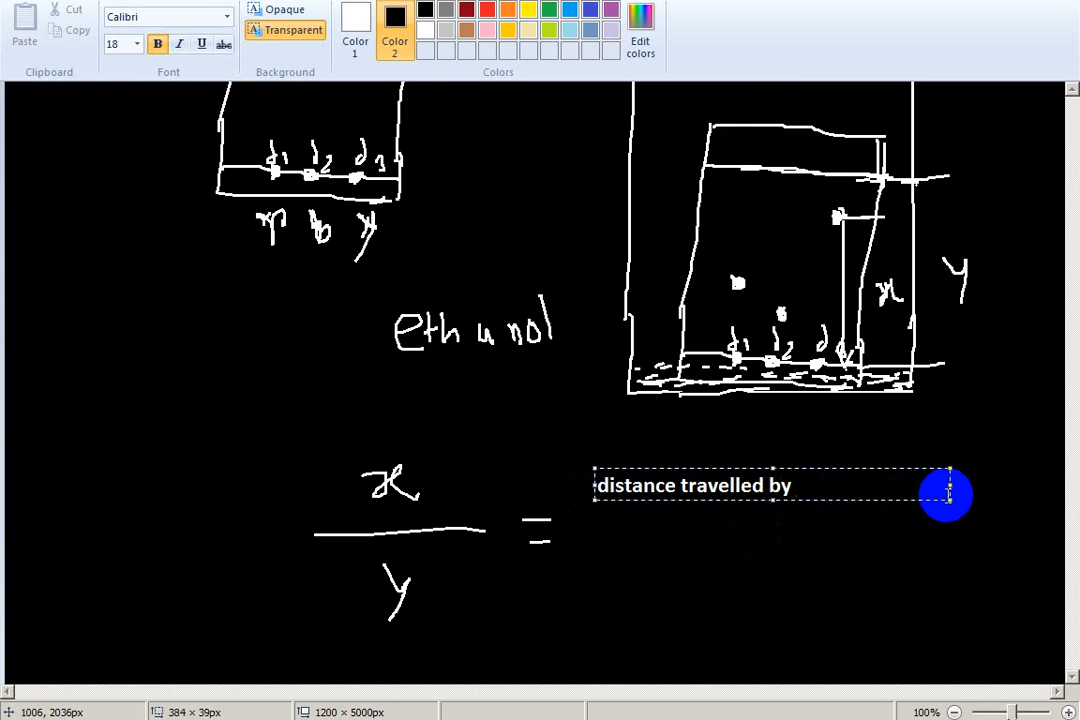 Cut
Paste
Copy
Clipboard
Calibri
18
B I U abc
Font
Opaque
Transparent
Background
Color 1
Color 2
Edit colors
Colors
d1 d2 d3
r b y
ethanol
d1 d2 d
x
y
x
y
=
distance travelled by
1006, 2036px
384 × 39px
1200 × 5000px
100%